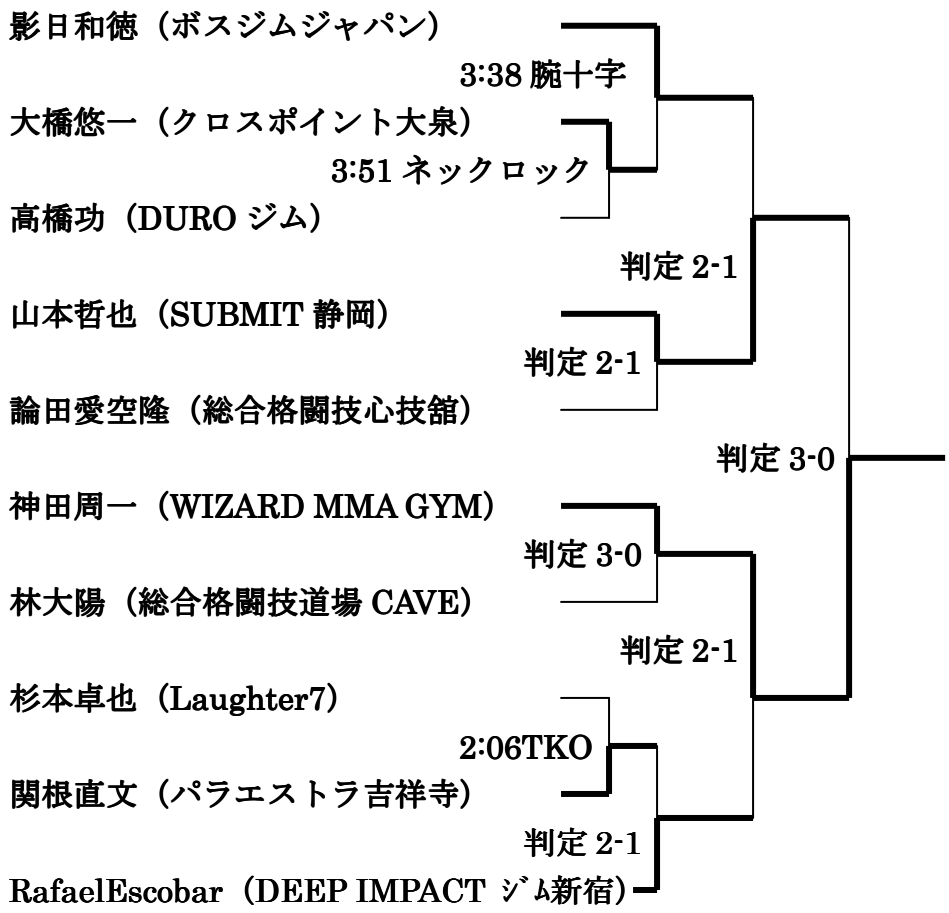 影日和徳（ボスジムジャパン）
3:38 腕十字
大橋悠一（クロスポイント大泉）
3:51 ネックロック
高橋功（DURO ジム）
判定 2-1
山本哲也（SUBMIT 静岡）
判定 2-1
論田愛空隆（総合格闘技心技舘）
判定 3-0
神田周一（WIZARD MMA GYM）
判定 3-0
林大陽（総合格闘技道場 CAVE）
判定 2-1
杉本卓也（Laughter7）
2:06TKO
関根直文（パラエストラ吉祥寺）
判定 2-1
RafaelEscobar（DEEP IMPACT ｼﾞﾑ新宿）